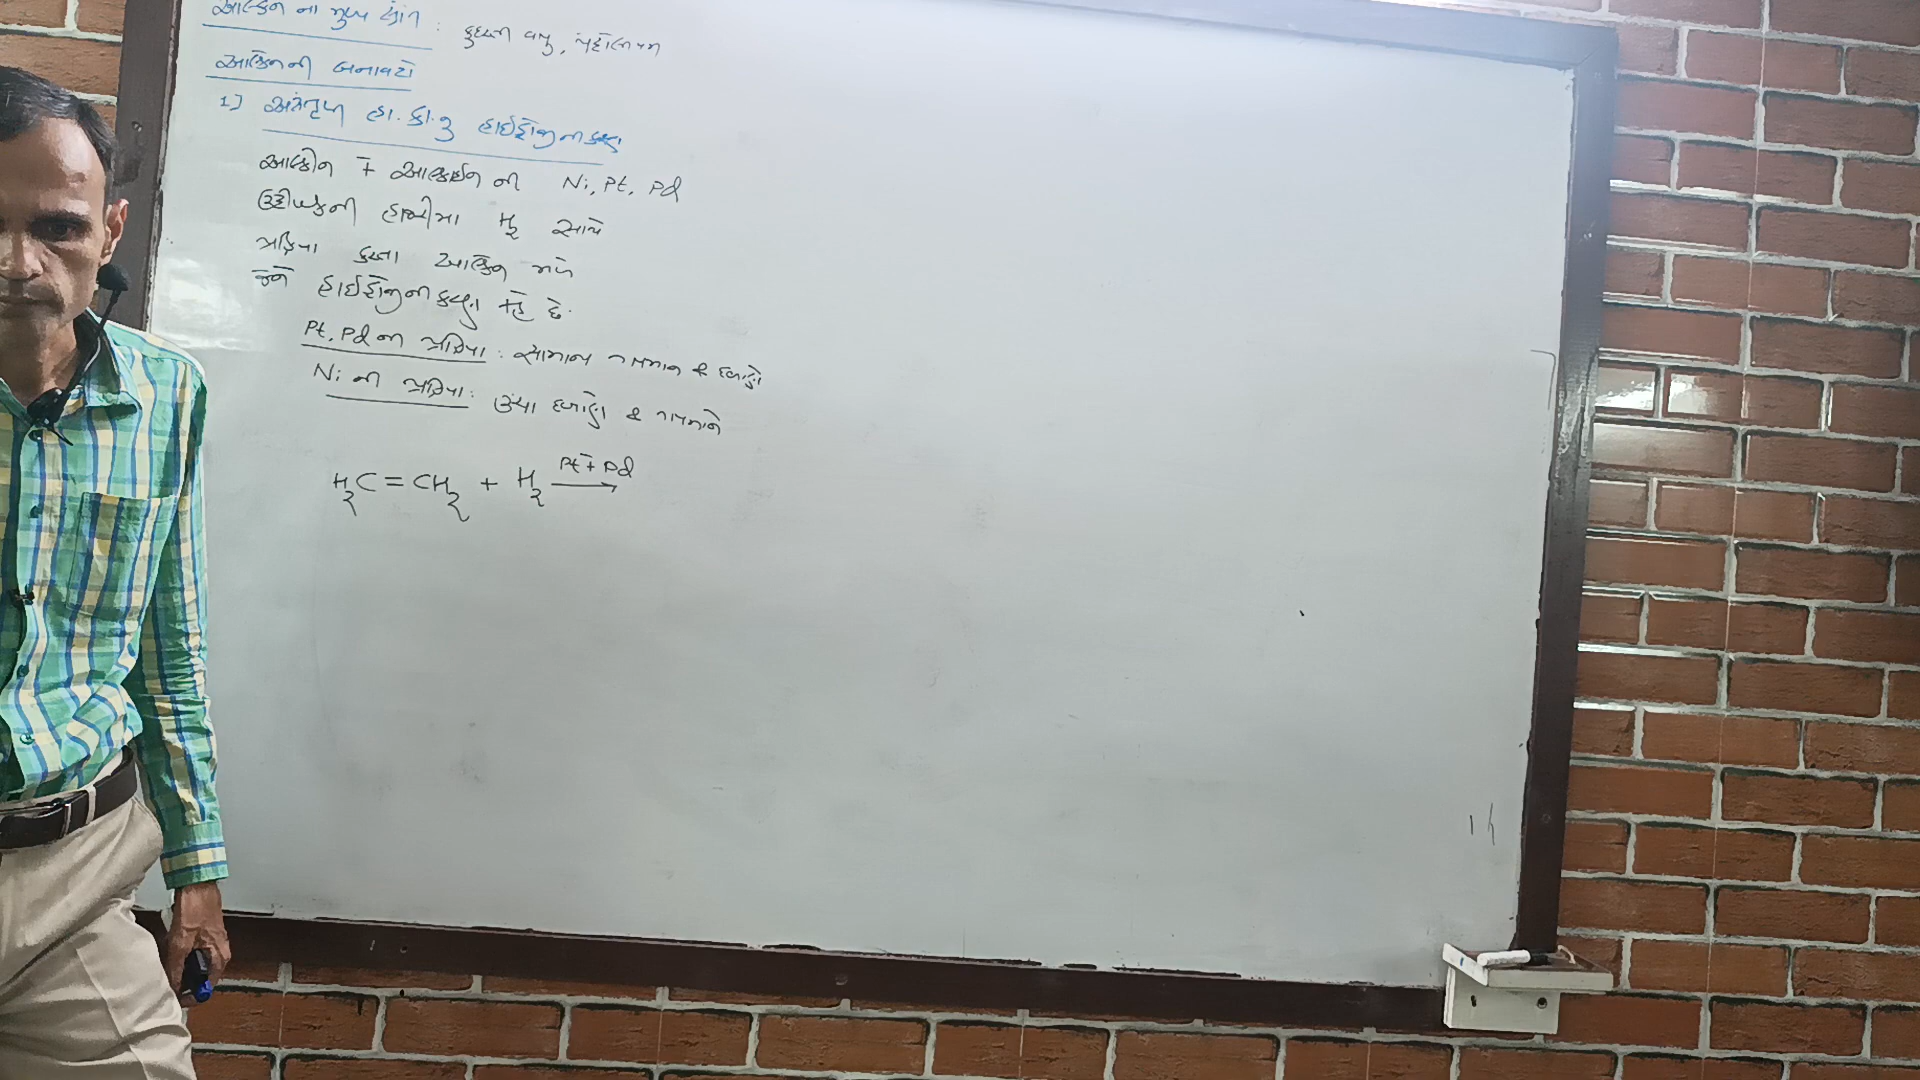 આલ્કેન ના મુખ્ય સ્ત્રોત : કુદરતી વાયુ, પેટ્રોલિયમ
આલ્કેનની બનાવટો
1] અસંતૃપ્ત હા. કા. નુ હાઈડ્રોજીનાકરણ
આલ્કીન + આલ્કાઈન ની Ni, Pt, Pd
ઉદ્દીપકની હાજરીમા H₂ સાથે
પ્રક્રિયા કરતા આલ્કેન મળે
જેને હાઈડ્રોજીનાકરણ કહે છે.
Pt, Pd ની પ્રક્રિયા : સામાન્ય તાપમાન & દબાણે
Ni ની પ્રક્રિયા : ઉંચા દબાણે & તાપમાને
H₂C = CH₂ + H₂ Pt + Pd ⟶